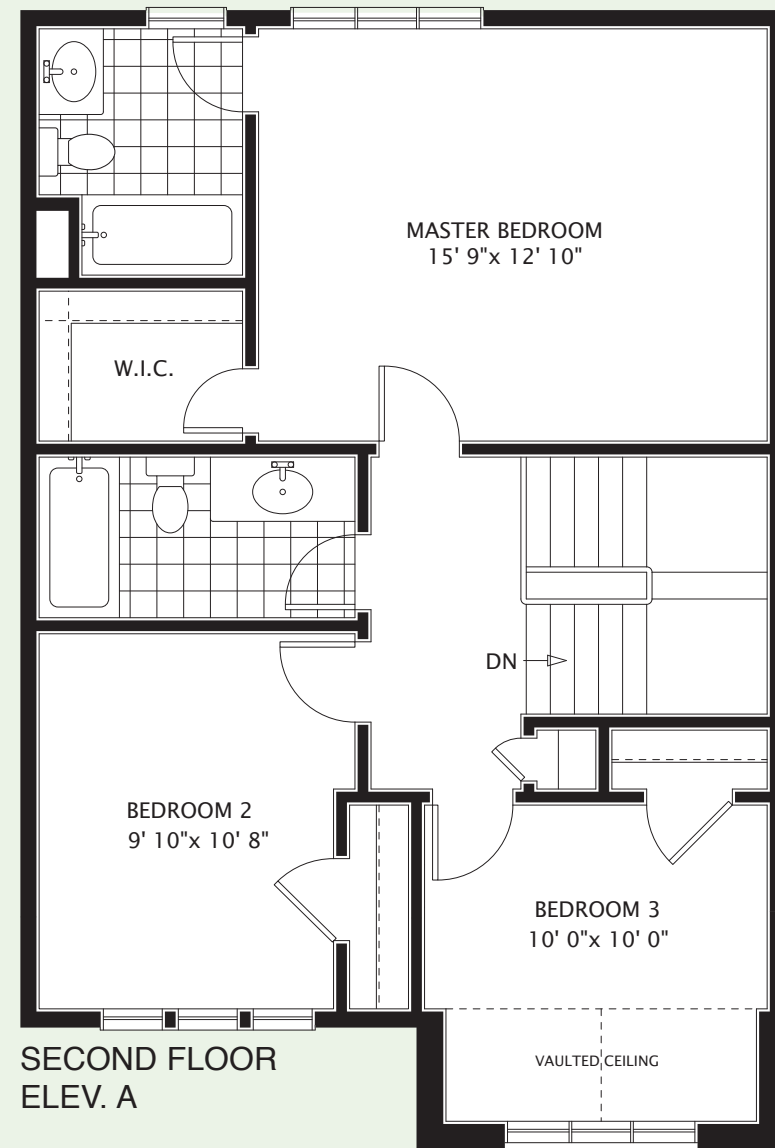 MASTER BEDROOM
15' 9"x 12' 10"
W.I.C.
DN
BEDROOM 2
9' 10"x 10' 8"
BEDROOM 3
10' 0"x 10' 0"
VAULTED CEILING
SECOND FLOOR
ELEV. A